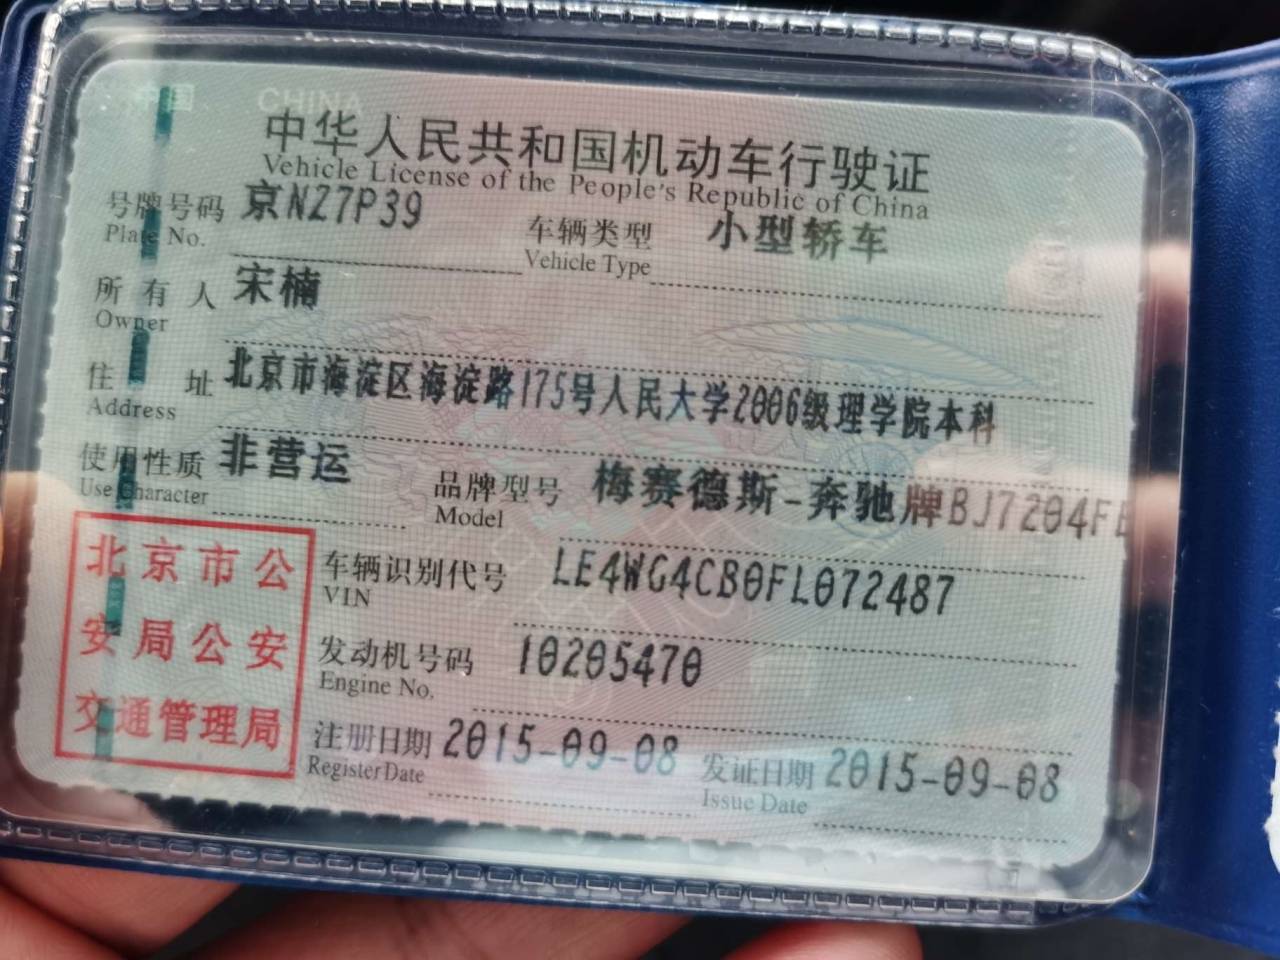 中国 CHINA
中华人民共和国机动车行驶证
Vehicle License of the People's Republic of China
号牌号码 京NZ7P39 车辆类型 小型轿车
Plate No. Vehicle Type
所有人 宋楠
Owner
住址 北京市海淀区海淀路175号人民大学2006级理学院本科
Address
使用性质 非营运 品牌型号 梅赛德斯-奔驰牌BJ7204FE
Use Character Model
北京市公安局公安交通管理局
车辆识别代号 LE4WG4CB0FL072487
VIN
发动机号码 10205470
Engine No.
注册日期 2015-09-08 发证日期 2015-09-08
Register Date Issue Date